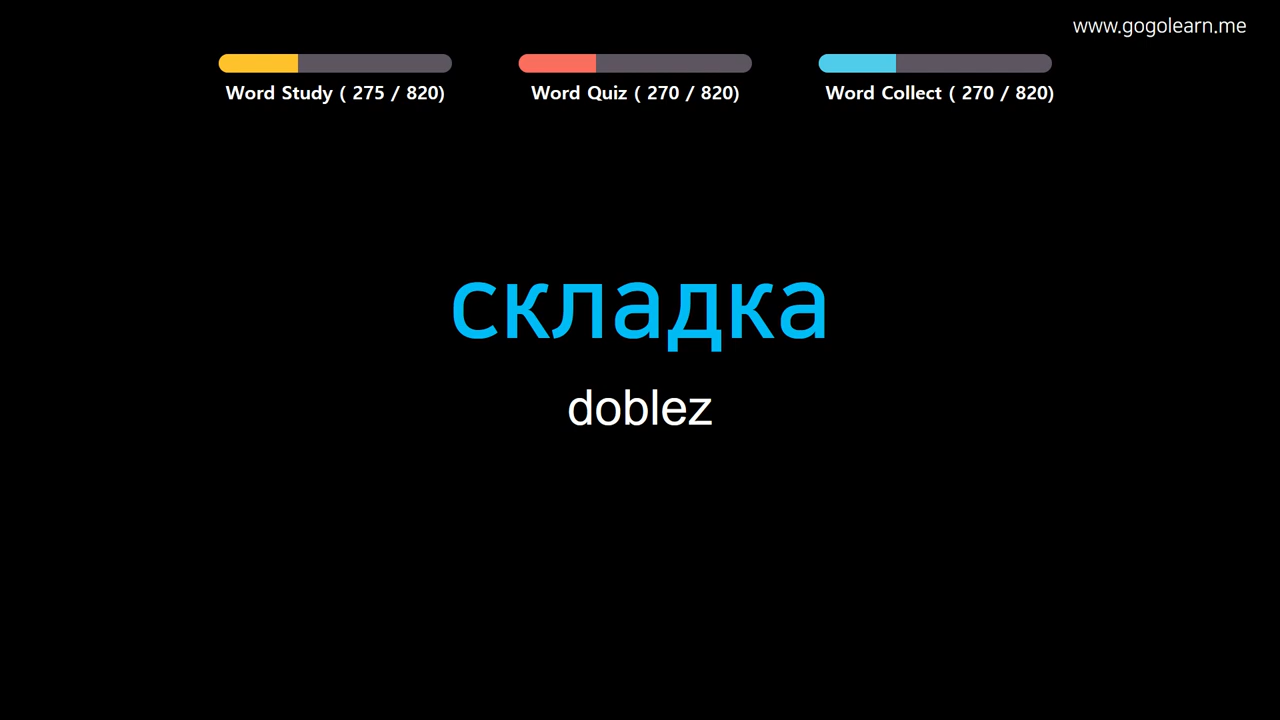 www.gogolearn.me
Word Study ( 275 / 820)
Word Quiz ( 270 / 820)
Word Collect ( 270 / 820)
складка
doblez